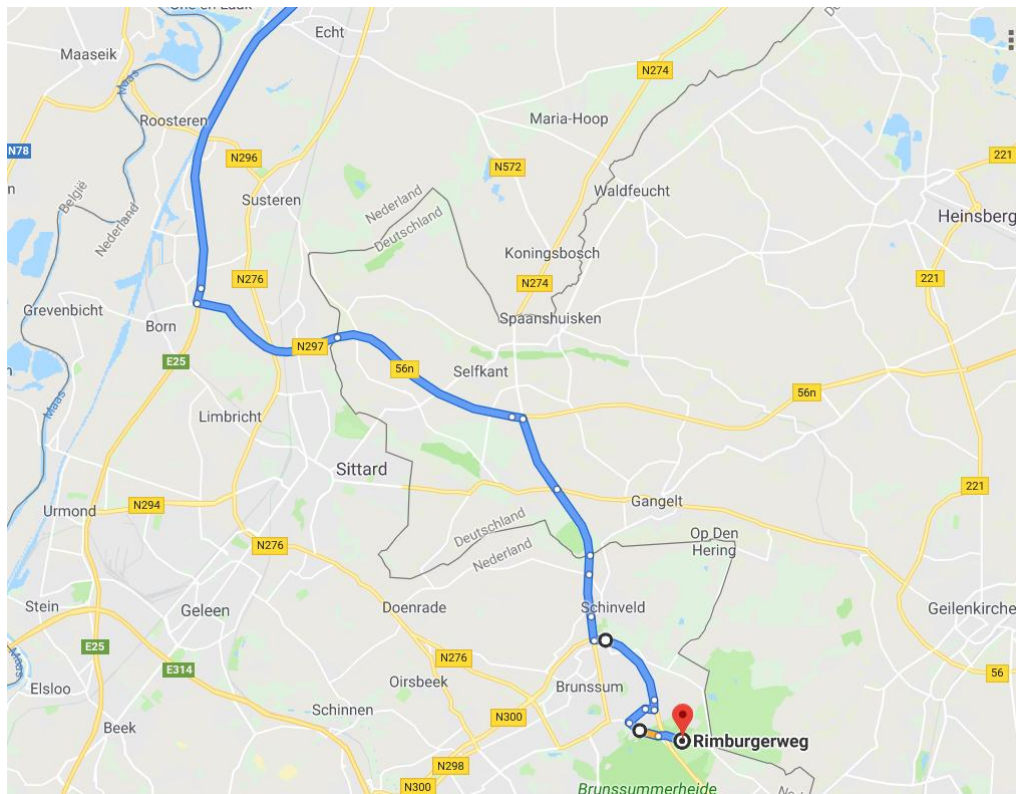 Echt
Maaseik
N274
Maas
Roosteren
Maria-Hoop
N78
N296
N572
221
België
Nederland
Susteren
Nederland
Deutschland
Waldfeucht
Heinsberg
Koningsbosch
N276
N274
221
Grevenbicht
Born
Spaanshuisken
N297
E25
56n
Selfkant
56n
Maas
Limbricht
Sittard
221
Gangelt
Urmond
N294
Deutschland
Nederland
Op Den
Hering
N276
Stein
Geleen
Doenrade
Schinveld
Geilenkirche
E25
N276
E314
56
Maas
Elsloo
Oirsbeek
Brunssum
Schinnen
N300
Beek
Rimburgerweg
N298
N300
Brunssummerheide